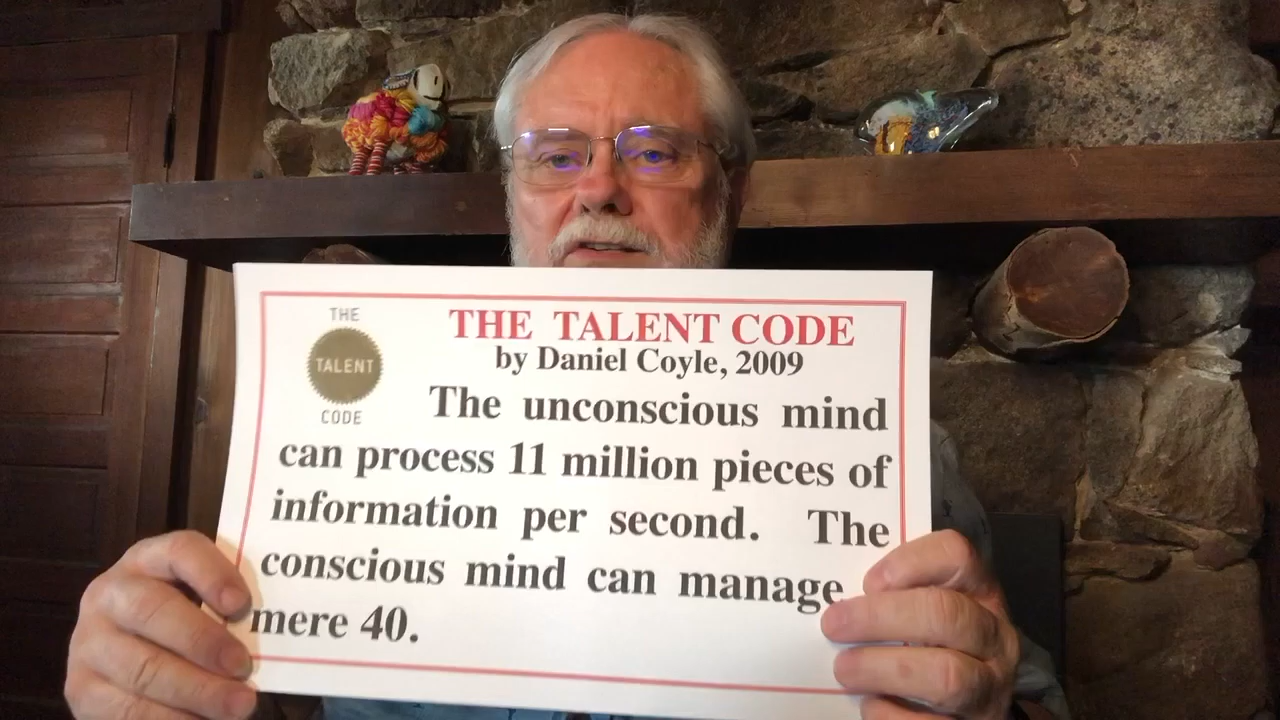 THE
TALENT
CODE
THE TALENT CODE
by Daniel Coyle, 2009
The unconscious mind
can process 11 million pieces of
information per second. The
conscious mind can manage
mere 40.